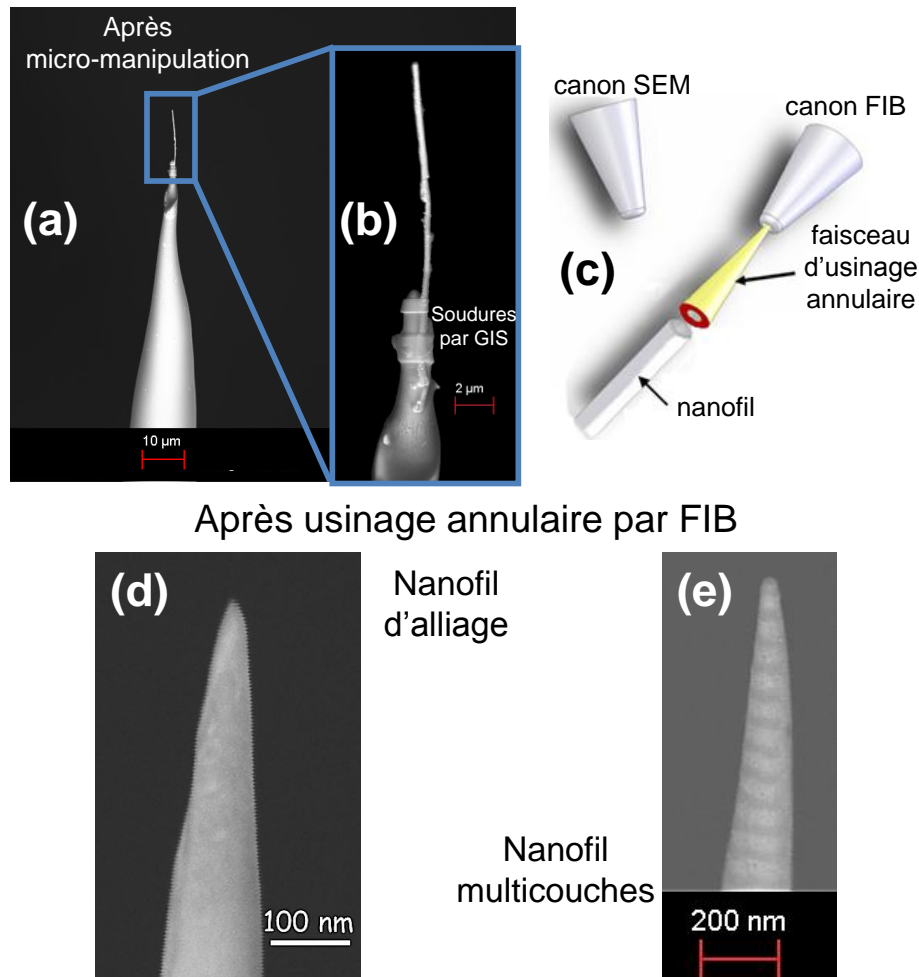 Après
micro-manipulation
(a)
10 µm
(b)
Soudures
par GIS
2 µm
canon SEM
canon FIB
(c)
faisceau
d'usinage
annulaire
nanofil
Après usinage annulaire par FIB
(d)
Nanofil
d'alliage
100 nm
(e)
Nanofil
multicouches
200 nm